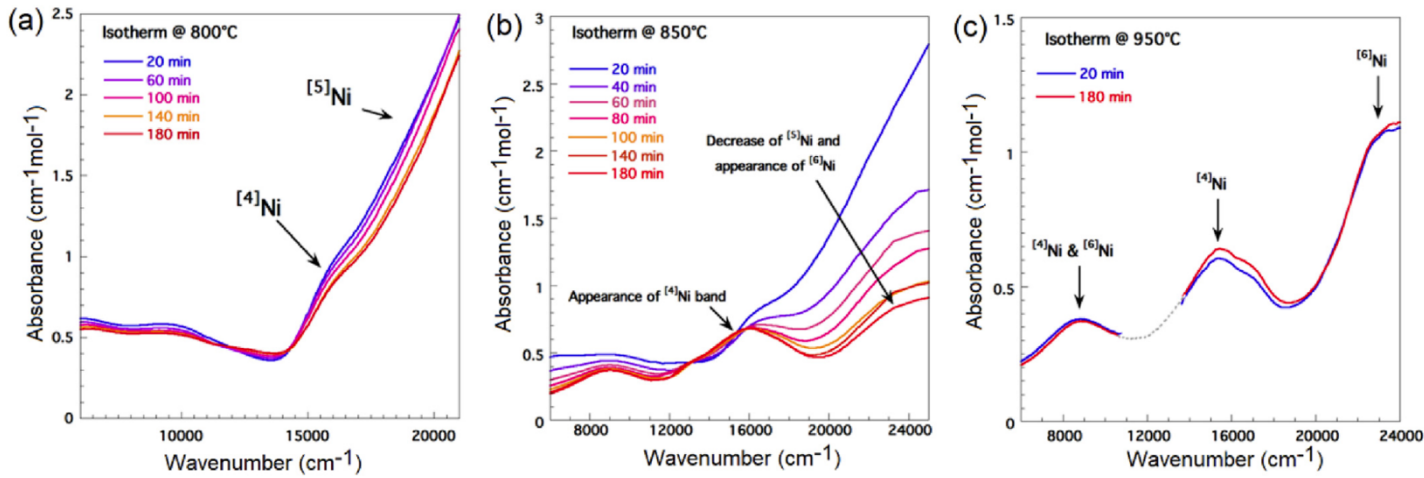 (a)
Isotherm @ 800°C
20 min
60 min
100 min
140 min
180 min
[5]Ni
[4]Ni
Absorbance (cm-1mol-1)
2.5
2
1.5
1
0.5
0
10000 15000 20000
Wavenumber (cm-1)
(b)
Isotherm @ 850°C
20 min
40 min
60 min
80 min
100 min
140 min
180 min
Decrease of [5]Ni and
appearance of [6]Ni
Appearance of [4]Ni band
Absorbance (cm-1mol-1)
3
2.5
2
1.5
1
0.5
0
8000 12000 16000 20000 24000
Wavenumber (cm-1)
(c)
Isotherm @ 950°C
20 min
180 min
[6]Ni
[4]Ni
[4]Ni & [6]Ni
Absorbance (cm-1mol-1)
1.5
1
0.5
0
8000 12000 16000 20000 24000
Wavenumber (cm-1)